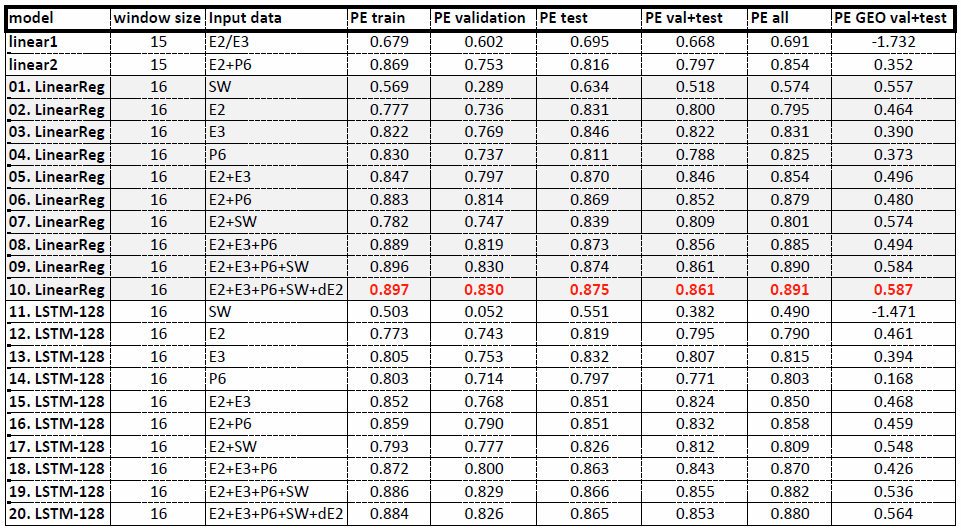 model window size Input data PE train PE validation PE test PE val+test PE all PE GEO val+test
linear1 15 E2/E3 0.679 0.602 0.695 0.668 0.691 -1.732
linear2 15 E2+P6 0.869 0.753 0.816 0.797 0.854 0.352
01. LinearReg 16 SW 0.569 0.289 0.634 0.518 0.574 0.557
02. LinearReg 16 E2 0.777 0.736 0.831 0.800 0.795 0.464
03. LinearReg 16 E3 0.822 0.769 0.846 0.822 0.831 0.390
04. LinearReg 16 P6 0.830 0.737 0.811 0.788 0.825 0.373
05. LinearReg 16 E2+E3 0.847 0.797 0.870 0.846 0.854 0.496
06. LinearReg 16 E2+P6 0.883 0.814 0.869 0.852 0.879 0.480
07. LinearReg 16 E2+SW 0.782 0.747 0.839 0.809 0.801 0.574
08. LinearReg 16 E2+E3+P6 0.889 0.819 0.873 0.856 0.885 0.494
09. LinearReg 16 E2+E3+P6+SW 0.896 0.830 0.874 0.861 0.890 0.584
10. LinearReg 16 E2+E3+P6+SW+dE2 0.897 0.830 0.875 0.861 0.891 0.587
11. LSTM-128 16 SW 0.503 0.052 0.551 0.382 0.490 -1.471
12. LSTM-128 16 E2 0.773 0.743 0.819 0.795 0.790 0.461
13. LSTM-128 16 E3 0.805 0.753 0.832 0.807 0.815 0.394
14. LSTM-128 16 P6 0.803 0.714 0.797 0.771 0.803 0.168
15. LSTM-128 16 E2+E3 0.852 0.768 0.851 0.824 0.850 0.468
16. LSTM-128 16 E2+P6 0.859 0.790 0.851 0.832 0.858 0.459
17. LSTM-128 16 E2+SW 0.793 0.777 0.826 0.812 0.809 0.548
18. LSTM-128 16 E2+E3+P6 0.872 0.800 0.863 0.843 0.870 0.426
19. LSTM-128 16 E2+E3+P6+SW 0.886 0.829 0.866 0.855 0.882 0.536
20. LSTM-128 16 E2+E3+P6+SW+dE2 0.884 0.826 0.865 0.853 0.880 0.564